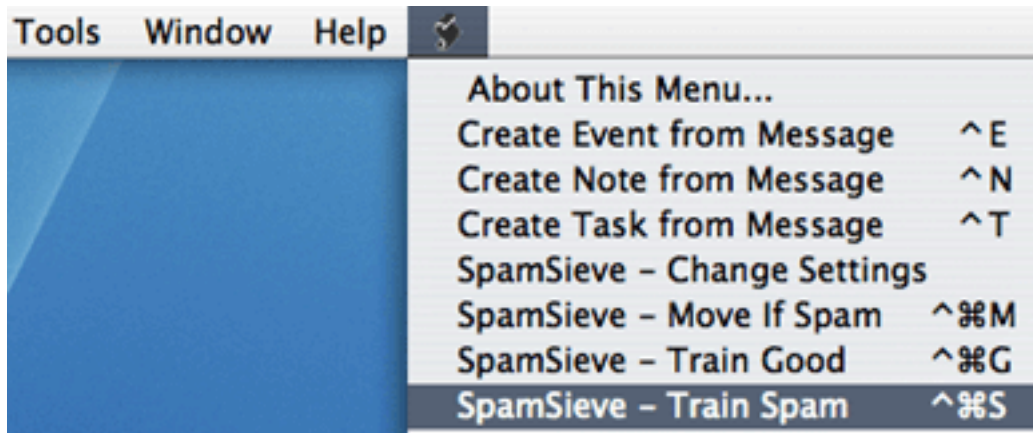 Tools Window Help
About This Menu...
Create Event from Message ^E
Create Note from Message ^N
Create Task from Message ^T
SpamSieve – Change Settings
SpamSieve – Move If Spam ^⌘M
SpamSieve – Train Good ^⌘G
SpamSieve – Train Spam ^⌘S